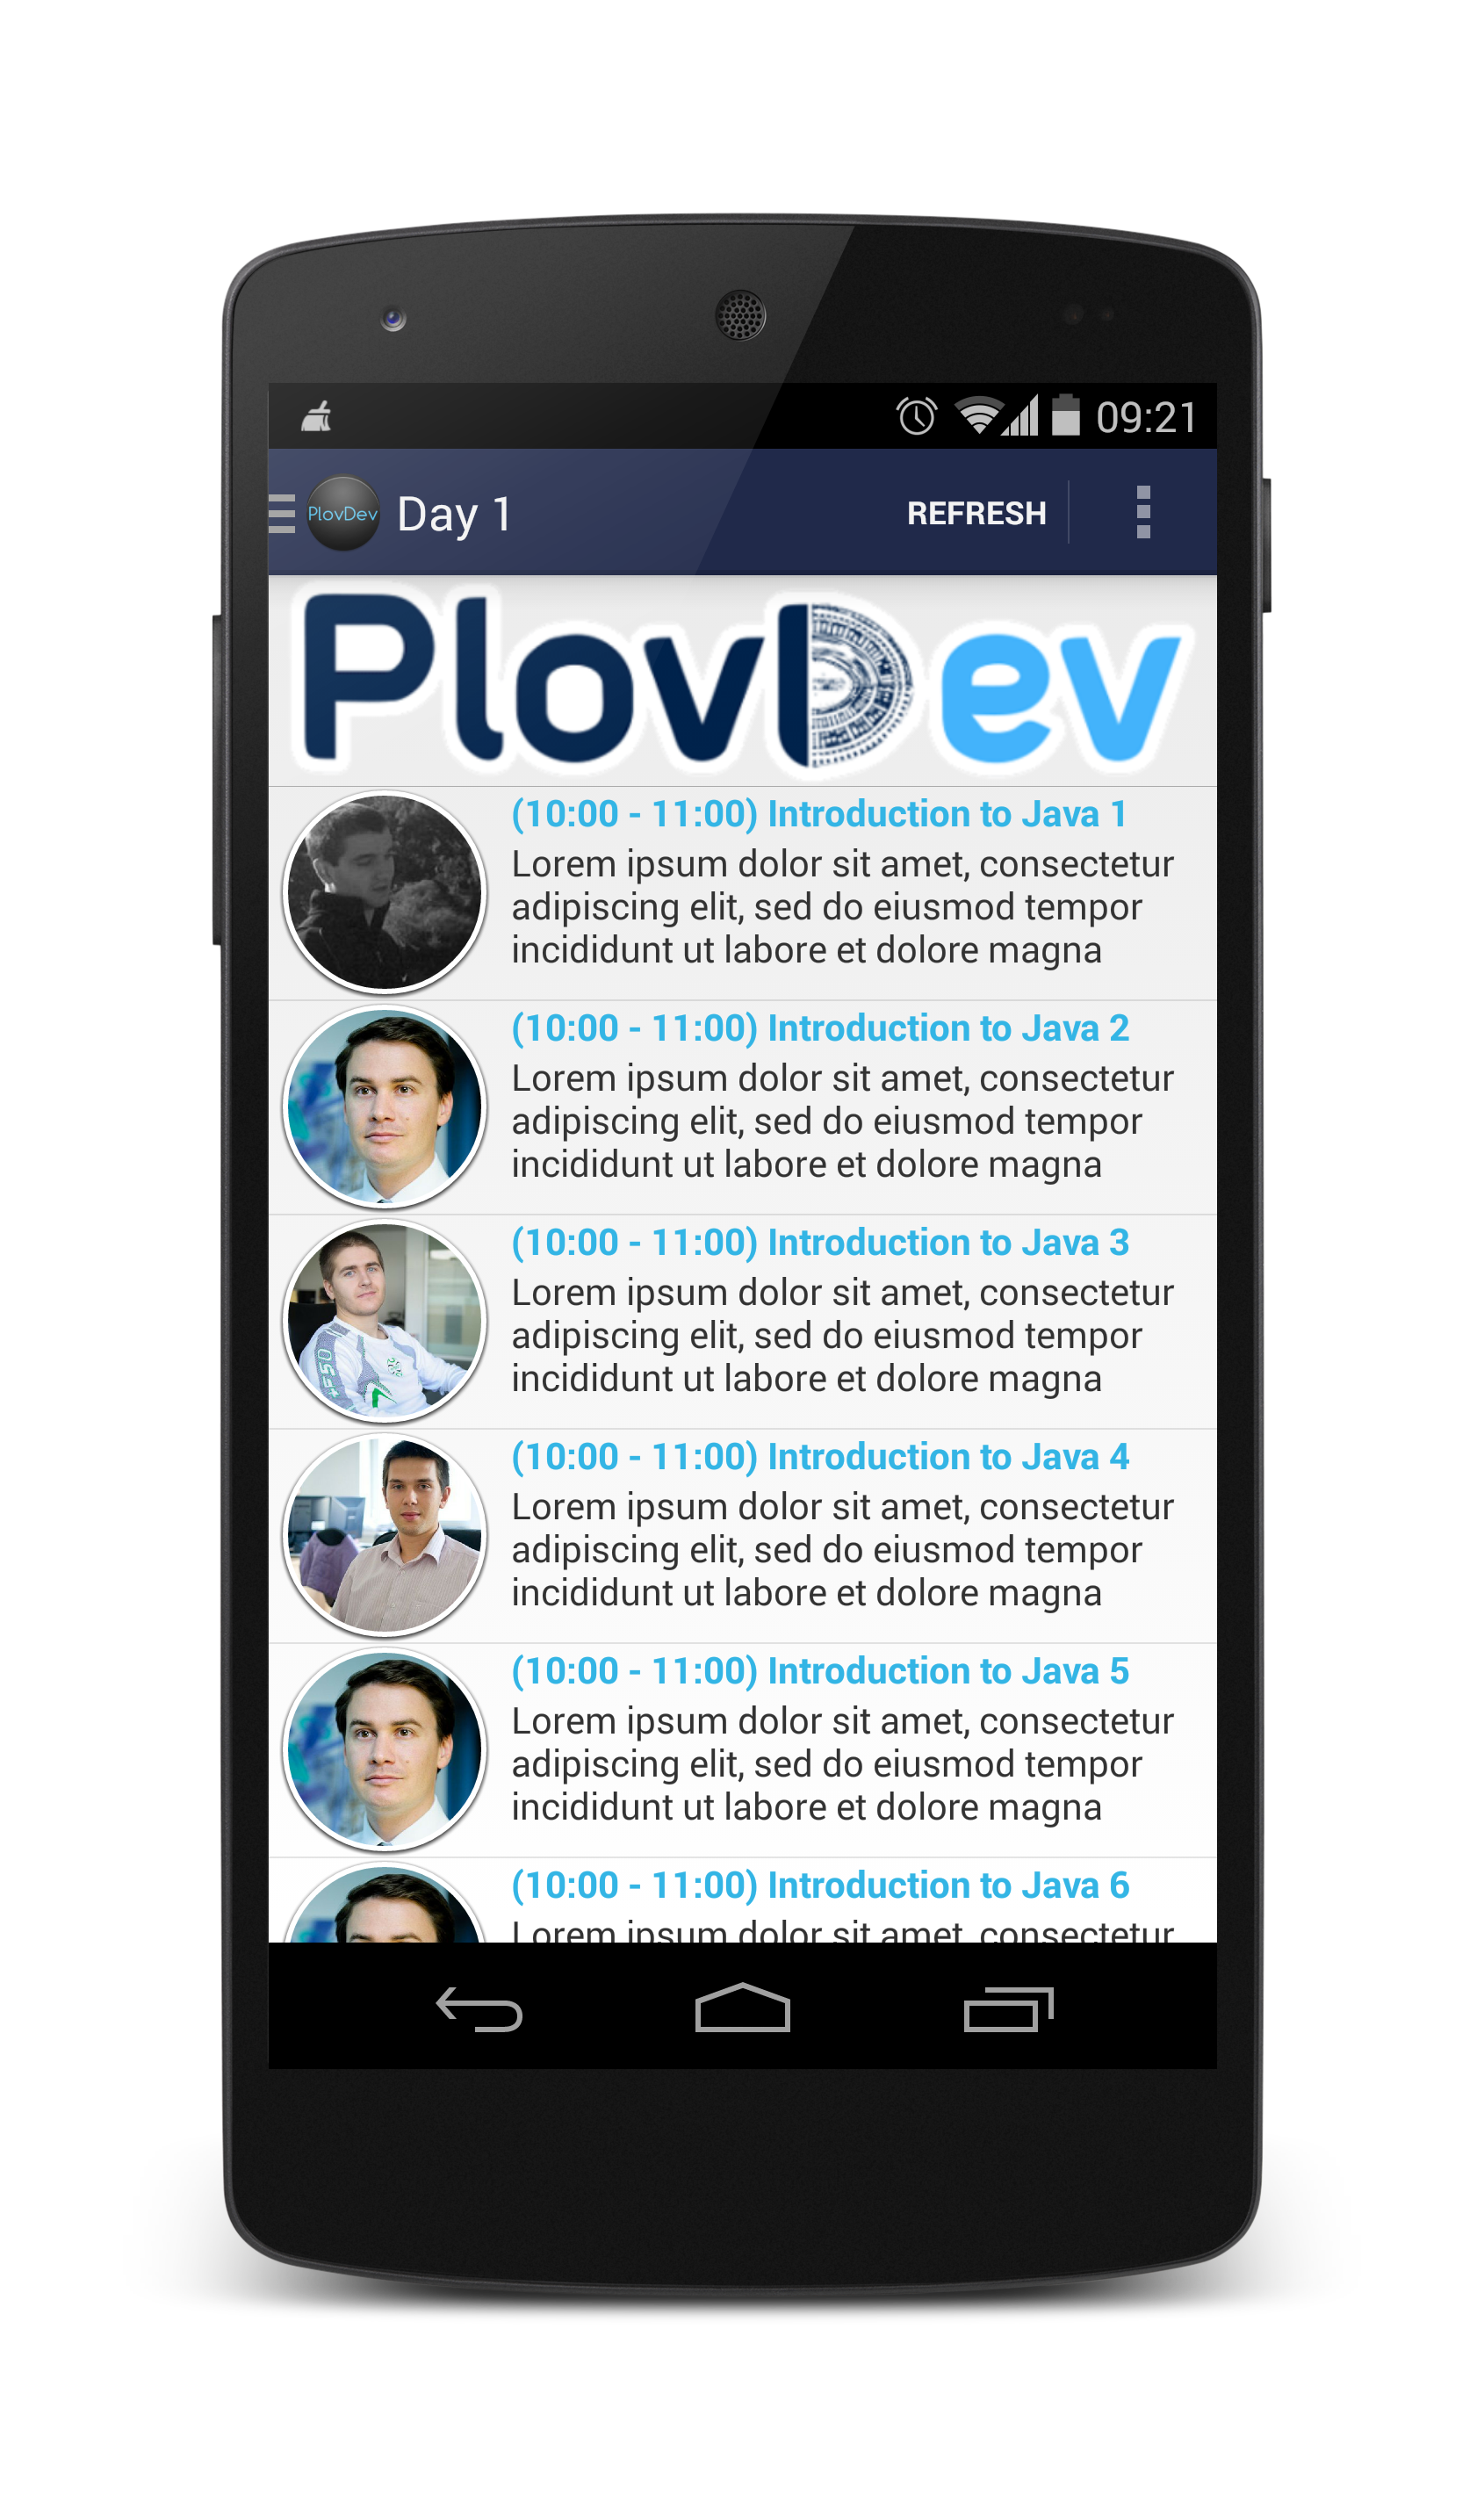 09:21
PlovDev Day 1 REFRESH
PlovDev
(10:00 - 11:00) Introduction to Java 1
Lorem ipsum dolor sit amet, consectetur
adipiscing elit, sed do eiusmod tempor
incididunt ut labore et dolore magna
(10:00 - 11:00) Introduction to Java 2
Lorem ipsum dolor sit amet, consectetur
adipiscing elit, sed do eiusmod tempor
incididunt ut labore et dolore magna
(10:00 - 11:00) Introduction to Java 3
Lorem ipsum dolor sit amet, consectetur
adipiscing elit, sed do eiusmod tempor
incididunt ut labore et dolore magna
+F50
(10:00 - 11:00) Introduction to Java 4
Lorem ipsum dolor sit amet, consectetur
adipiscing elit, sed do eiusmod tempor
incididunt ut labore et dolore magna
(10:00 - 11:00) Introduction to Java 5
Lorem ipsum dolor sit amet, consectetur
adipiscing elit, sed do eiusmod tempor
incididunt ut labore et dolore magna
(10:00 - 11:00) Introduction to Java 6
Lorem ipsum dolor sit amet, consectetur